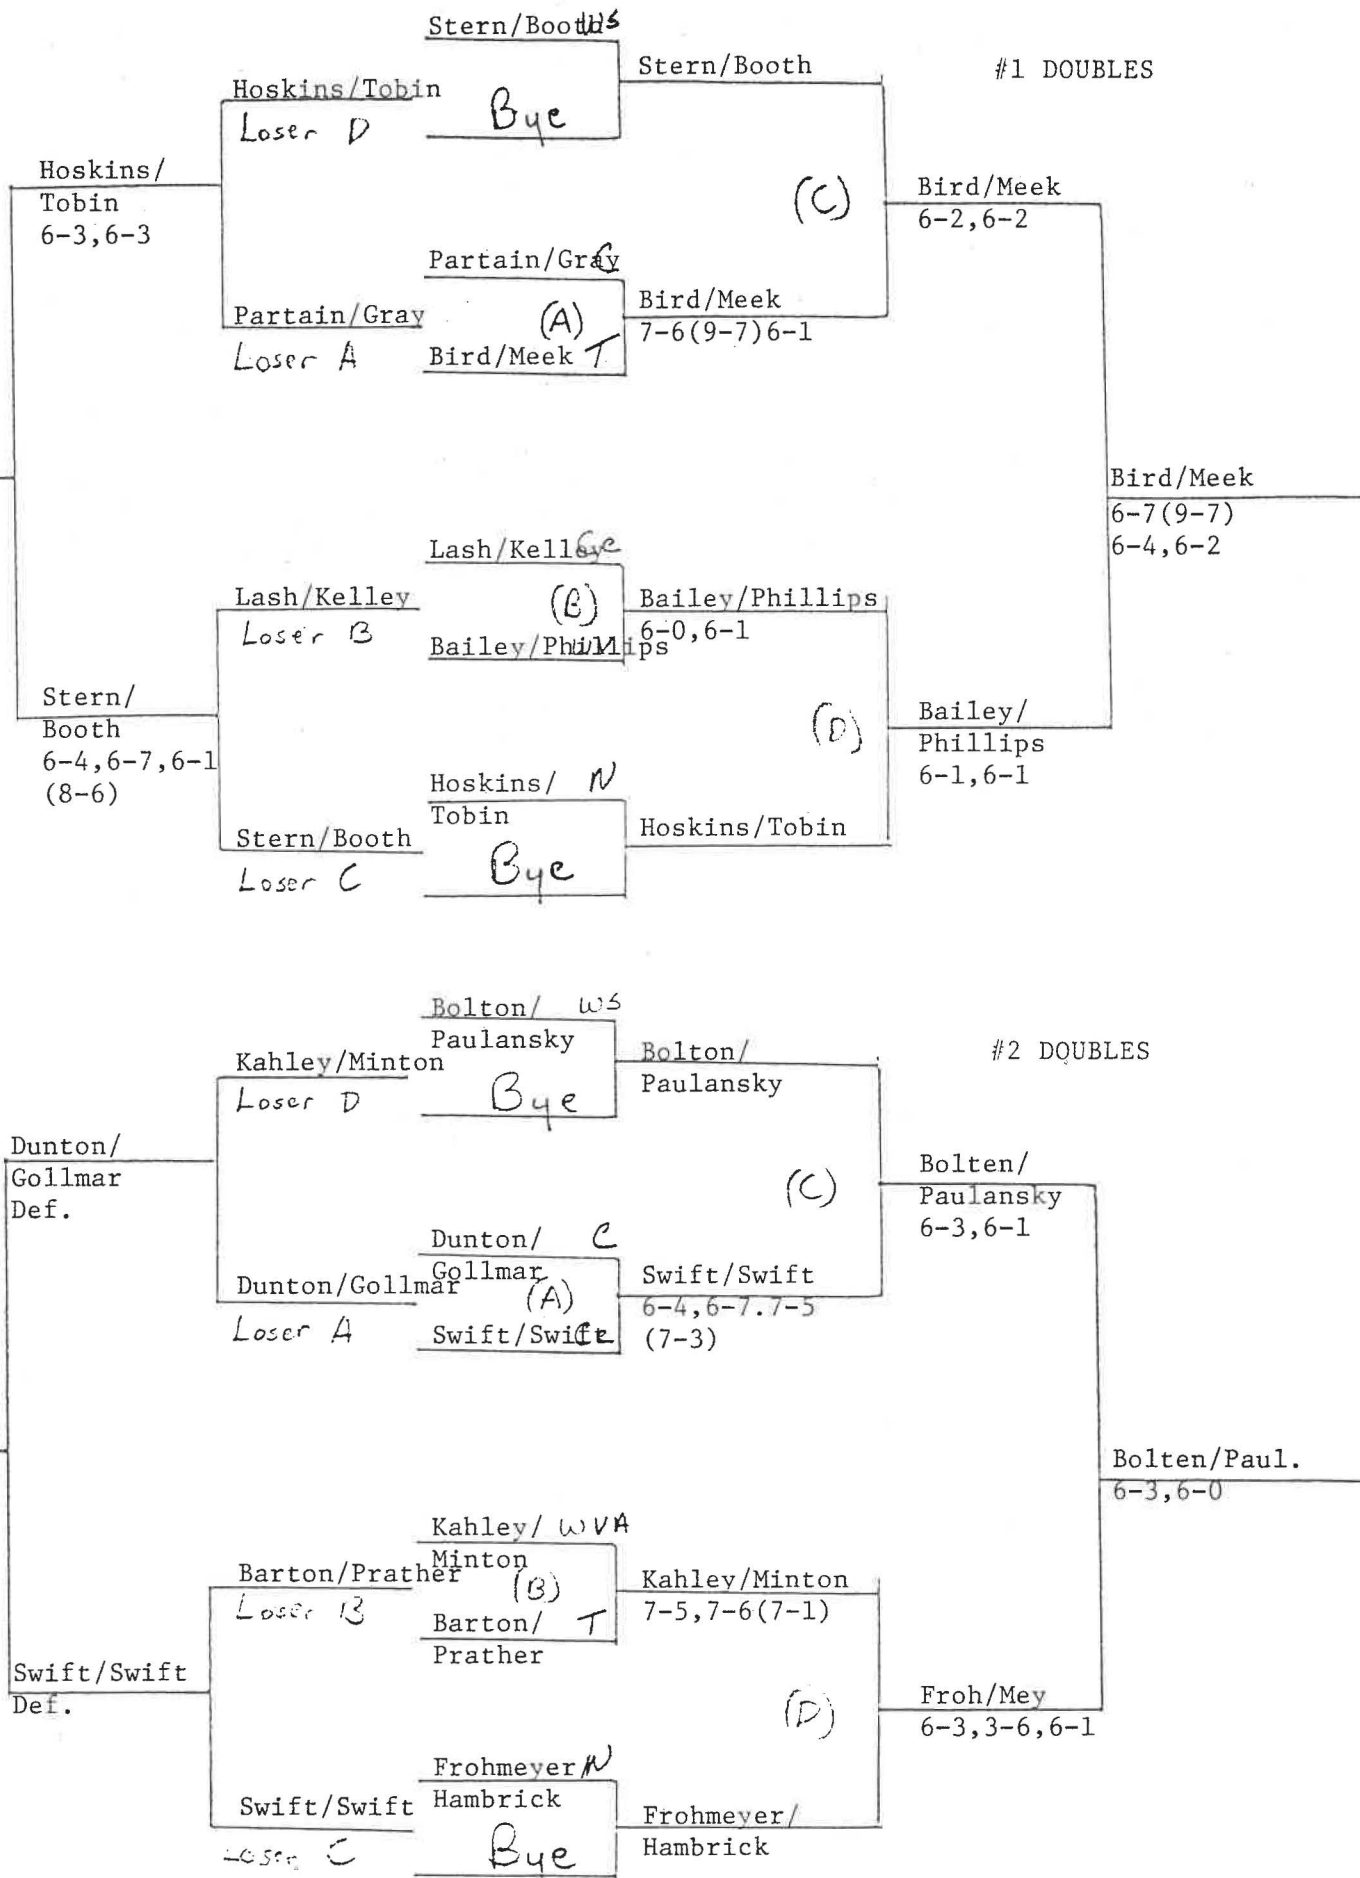 #1 DOUBLES
Stern/Booth WS
Bye
Stern/Booth
Hoskins/Tobin
Loser D
Hoskins/
Tobin
6-3,6-3
(C)
Bird/Meek
6-2,6-2
Partain/Gray C
(A)
Bird/Meek T
Bird/Meek
7-6(9-7)6-1
Partain/Gray
Loser A
Bird/Meek
6-7(9-7)
6-4,6-2
Lash/Kelley
(B)
Bailey/Phillips
Bailey/Phillips
6-0,6-1
Lash/Kelley
Loser B
Stern/
Booth
6-4,6-7,6-1
(8-6)
(D)
Bailey/
Phillips
6-1,6-1
Hoskins/ N
Tobin
Bye
Hoskins/Tobin
Stern/Booth
Loser C
#2 DOUBLES
Bolton/ WS
Paulansky
Bye
Bolton/
Paulansky
Kahley/Minton
Loser D
Dunton/
Gollmar
Def.
(C)
Bolten/
Paulansky
6-3,6-1
Dunton/ C
Gollmar
(A)
Swift/Swift
Swift/Swift
6-4,6-7.7-5
(7-3)
Dunton/Gollmar
Loser A
Bolten/Paul.
6-3,6-0
Kahley/ WVA
Minton
(B)
Barton/ T
Prather
Kahley/Minton
7-5,7-6(7-1)
Barton/Prather
Loser B
Swift/Swift
Def.
(D)
Froh/Mey
6-3,3-6,6-1
Frohmeyer/ N
Hambrick
Bye
Frohmeyer/
Hambrick
Swift/Swift
Loser C